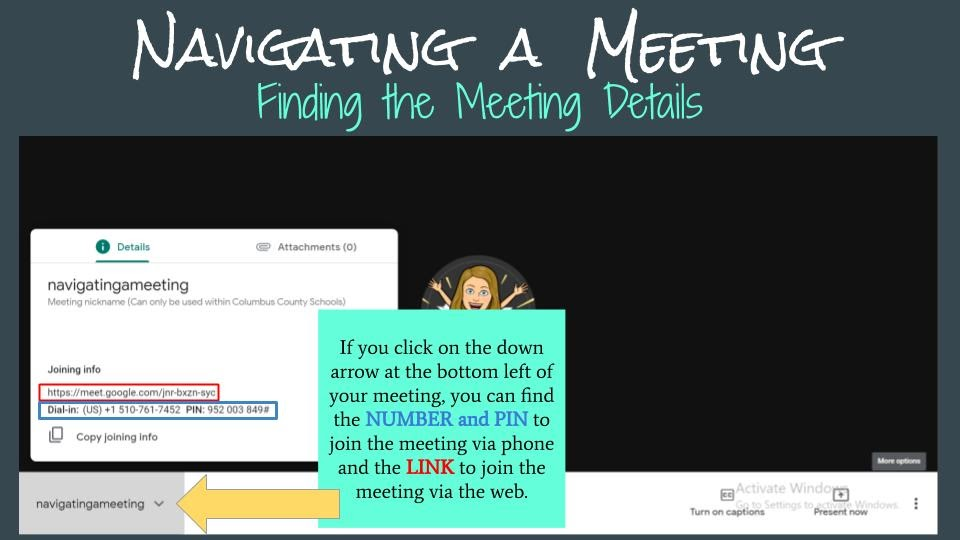 Navigating a Meeting
Finding the Meeting Details
Details
Attachments (0)
navigatingameeting
Meeting nickname (Can only be used within Columbus County Schools)
Joining info
https://meet.google.com/jnr-bxzn-syc
Dial-in: (US) +1 510-761-7452 PIN: 952 003 849#
Copy joining info
If you click on the down
arrow at the bottom left of
your meeting, you can find
the NUMBER and PIN to
join the meeting via phone
and the LINK to join the
meeting via the web.
More options
navigatingameeting
Activate Windows
Go to Settings to activate Windows.
CC
Turn on captions
Present now